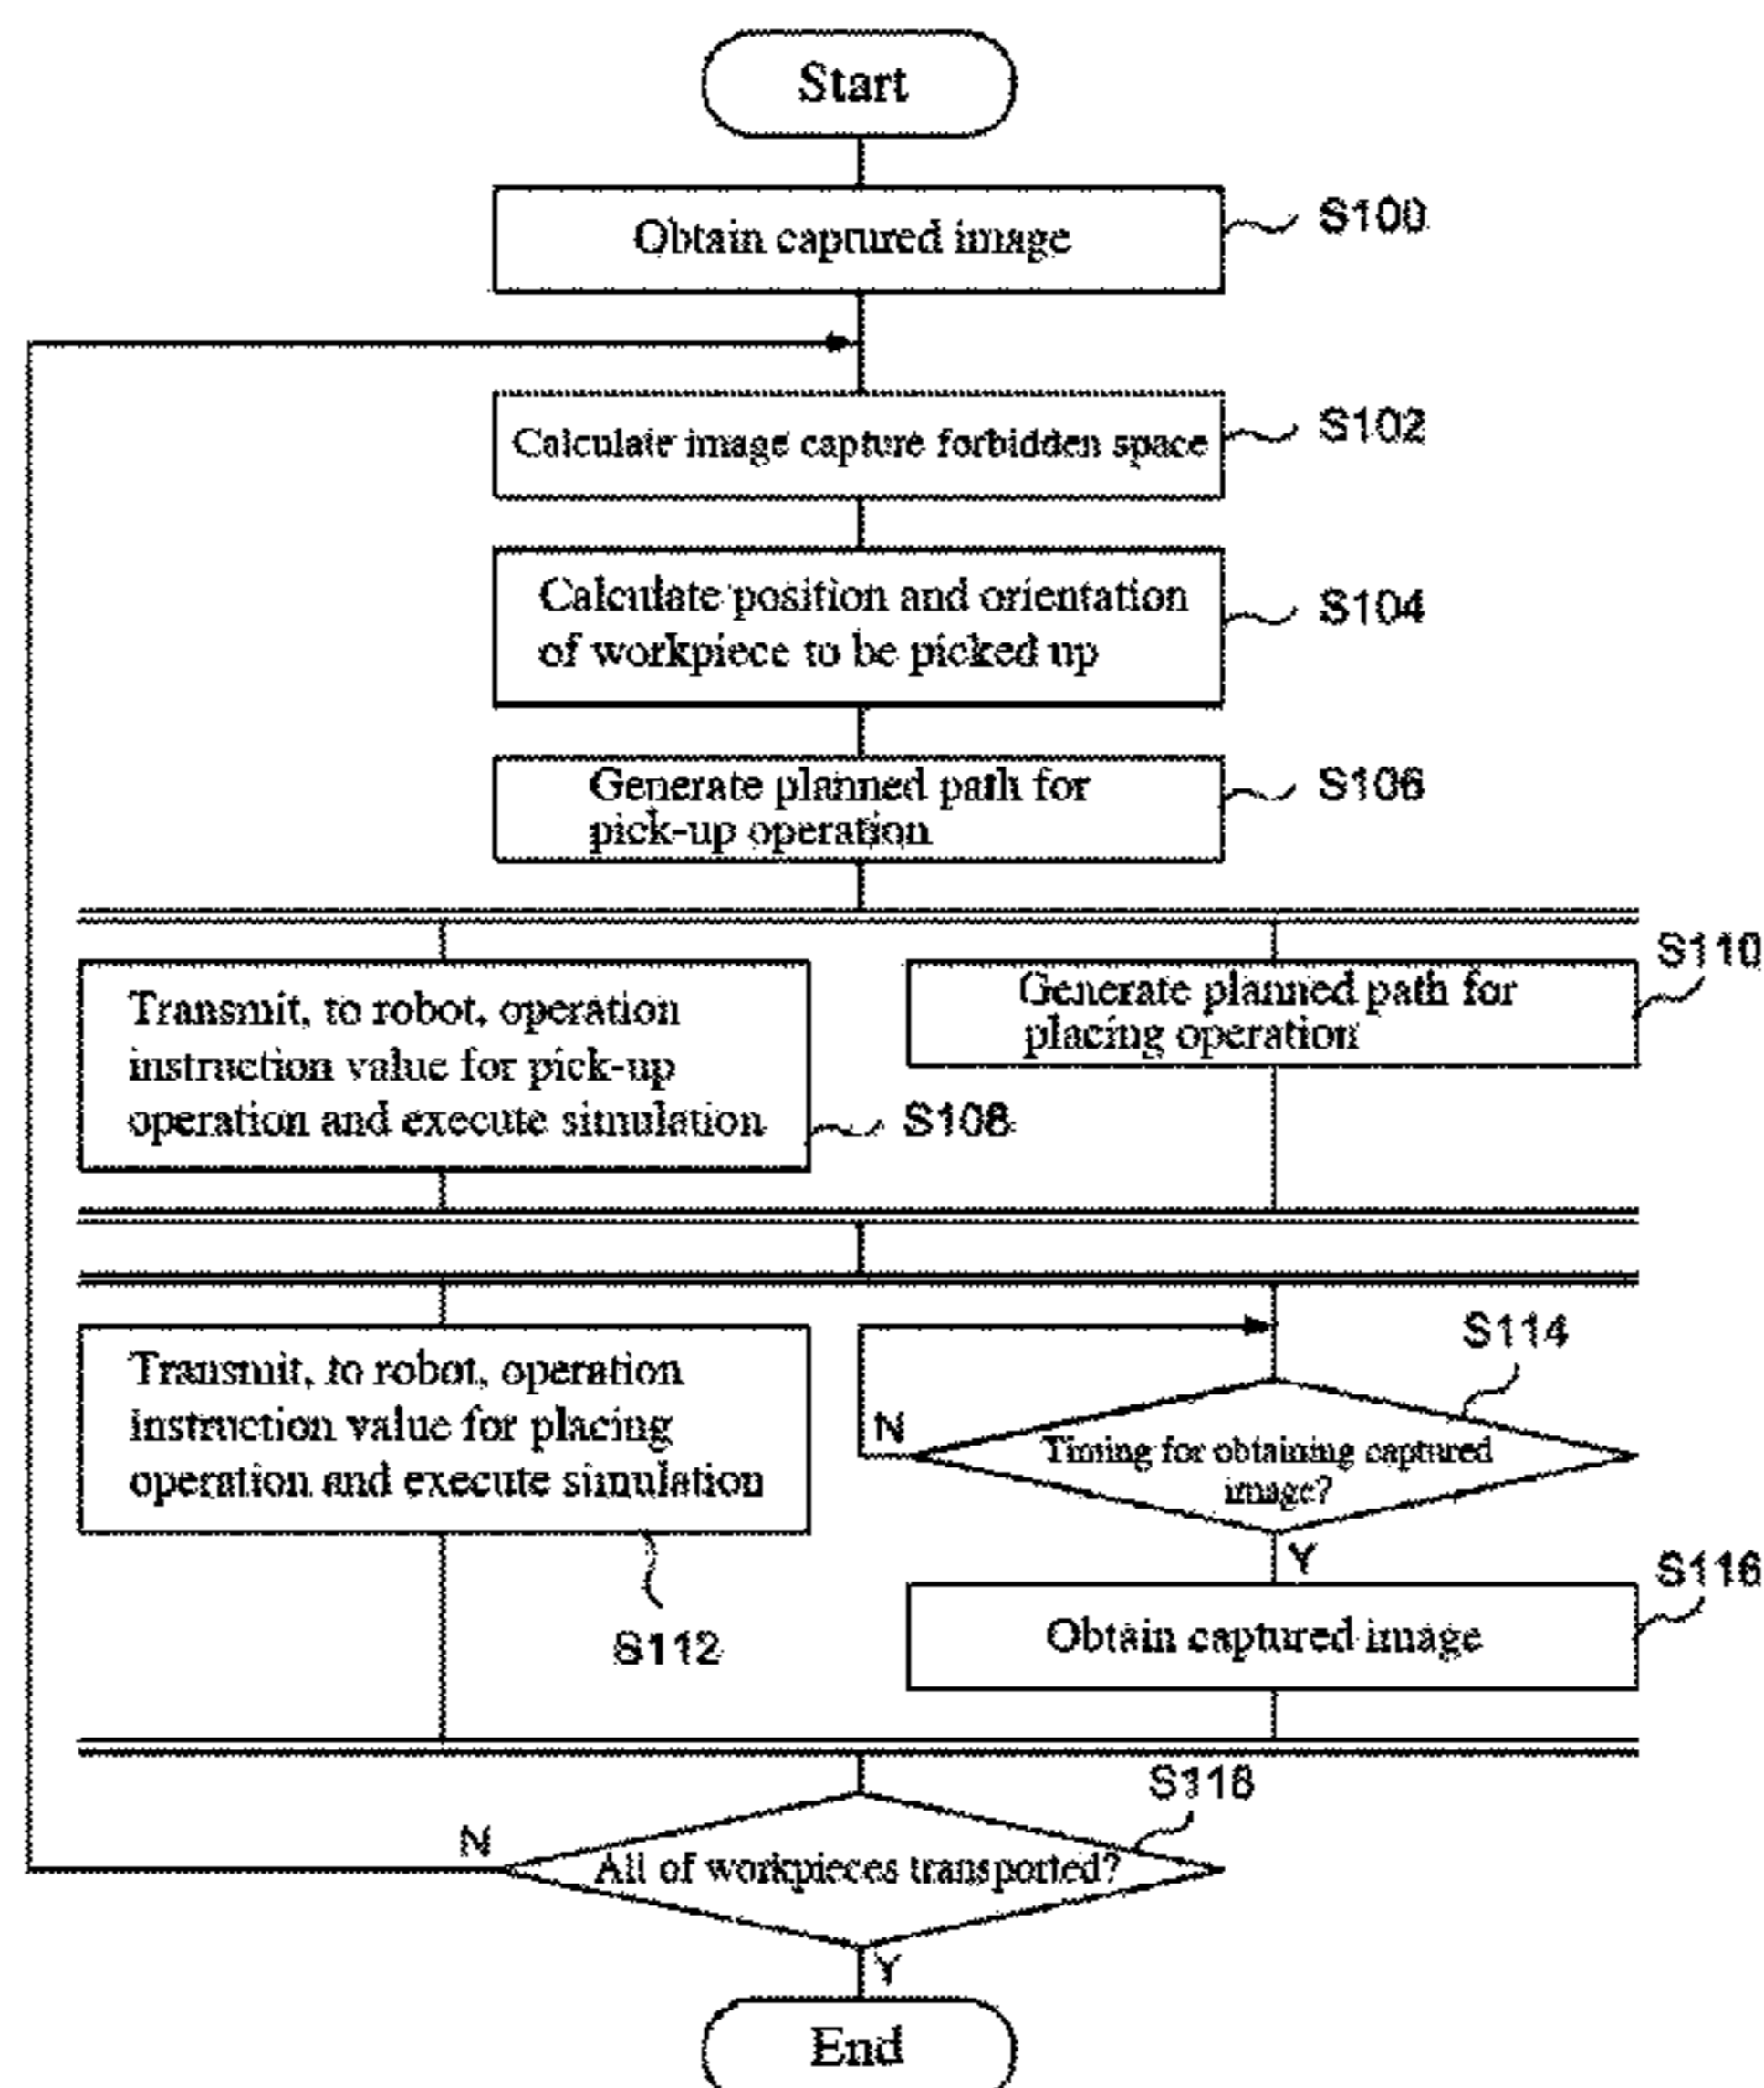 Start
Obtain captured image
S100
Calculate image capture forbidden space
S102
Calculate position and orientation
of workpiece to be picked up
S104
Generate planned path for
pick-up operation
S106
Transmit, to robot, operation
instruction value for pick-up
operation and execute simulation
S108
Generate planned path for
placing operation
S110
Transmit, to robot, operation
instruction value for placing
operation and execute simulation
S112
S114
N
Timing for obtaining captured
image?
Y
Obtain captured image
S116
S118
N
All of workpieces transported?
Y
End